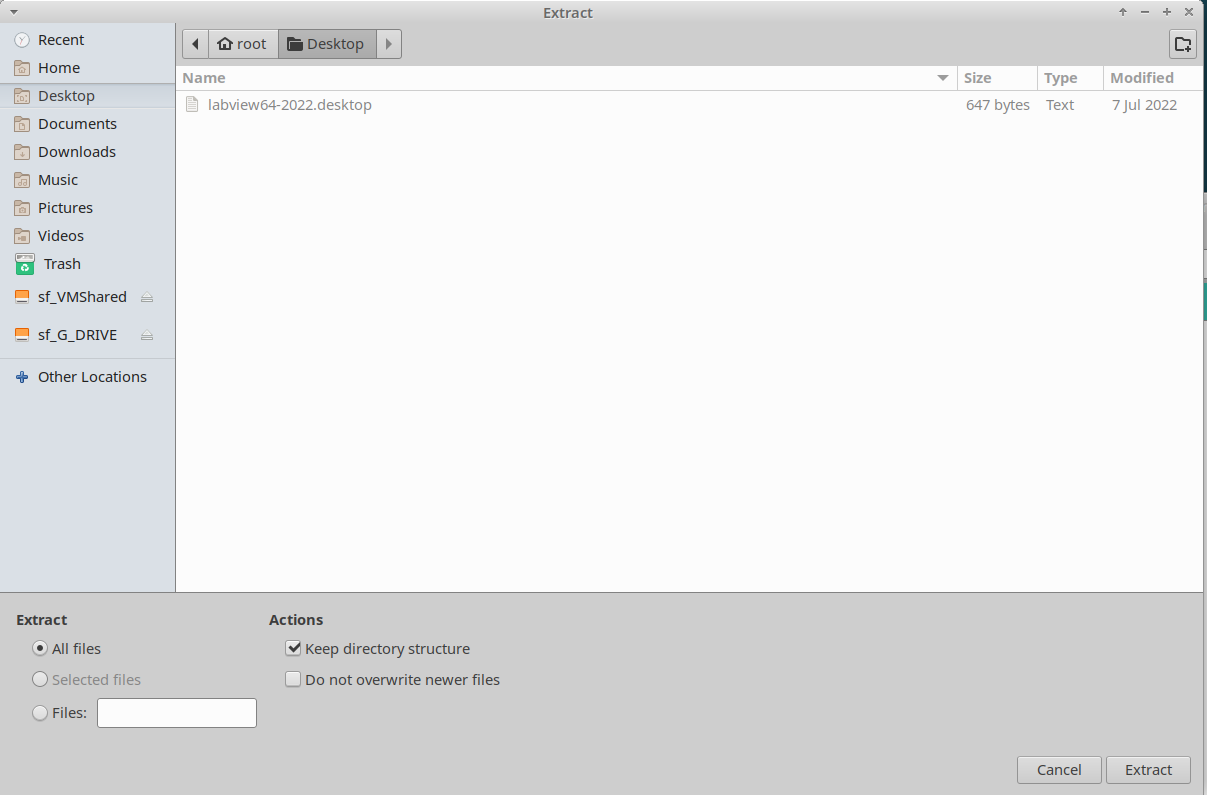 Extract
Recent
Home
Desktop
Documents
Downloads
Music
Pictures
Videos
Trash
sf_VMShared
sf_G_DRIVE
Other Locations
root Desktop
Name Size Type Modified
labview64-2022.desktop 647 bytes Text 7 Jul 2022
Extract
All files
Selected files
Files:
Actions
Keep directory structure
Do not overwrite newer files
Cancel Extract